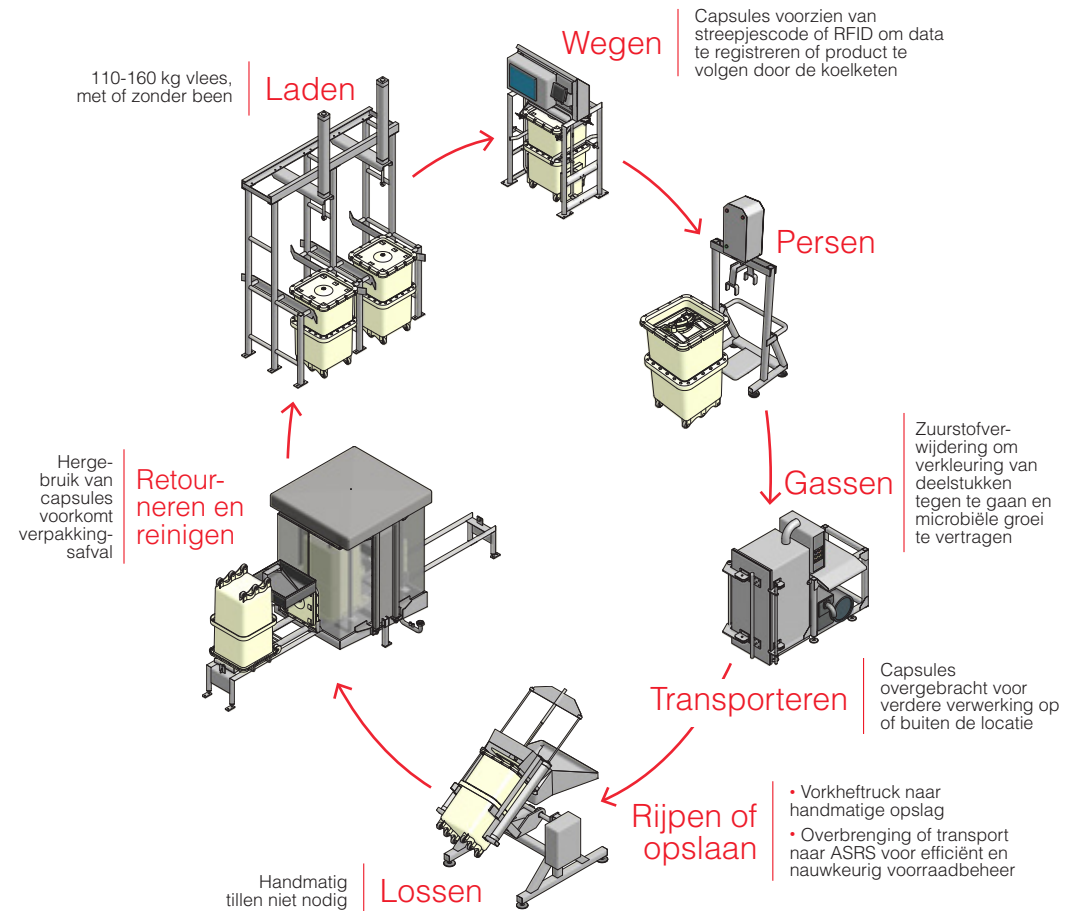 110-160 kg vlees,
met of zonder been
Laden
Wegen
Capsules voorzien van
streepjescode of RFID om data
te registreren of product te
volgen door de koelketen
Persen
Gassen
Zuurstofver-
wijdering om
verkleuring van
deelstukken
tegen te gaan en
microbiële groei
te vertragen
Transporteren
Capsules
overgebracht voor
verdere verwerking op
of buiten de locatie
Rijpen of
opslaan
• Vorkheftruck naar
handmatige opslag
• Overbrenging of transport
naar ASRS voor efficiënt en
nauwkeurig voorraadbeheer
Handmatig
tillen niet nodig
Lossen
Herge-
bruik van
capsules
voorkomt
verpakking-
safval
Retour-
neren en
reinigen